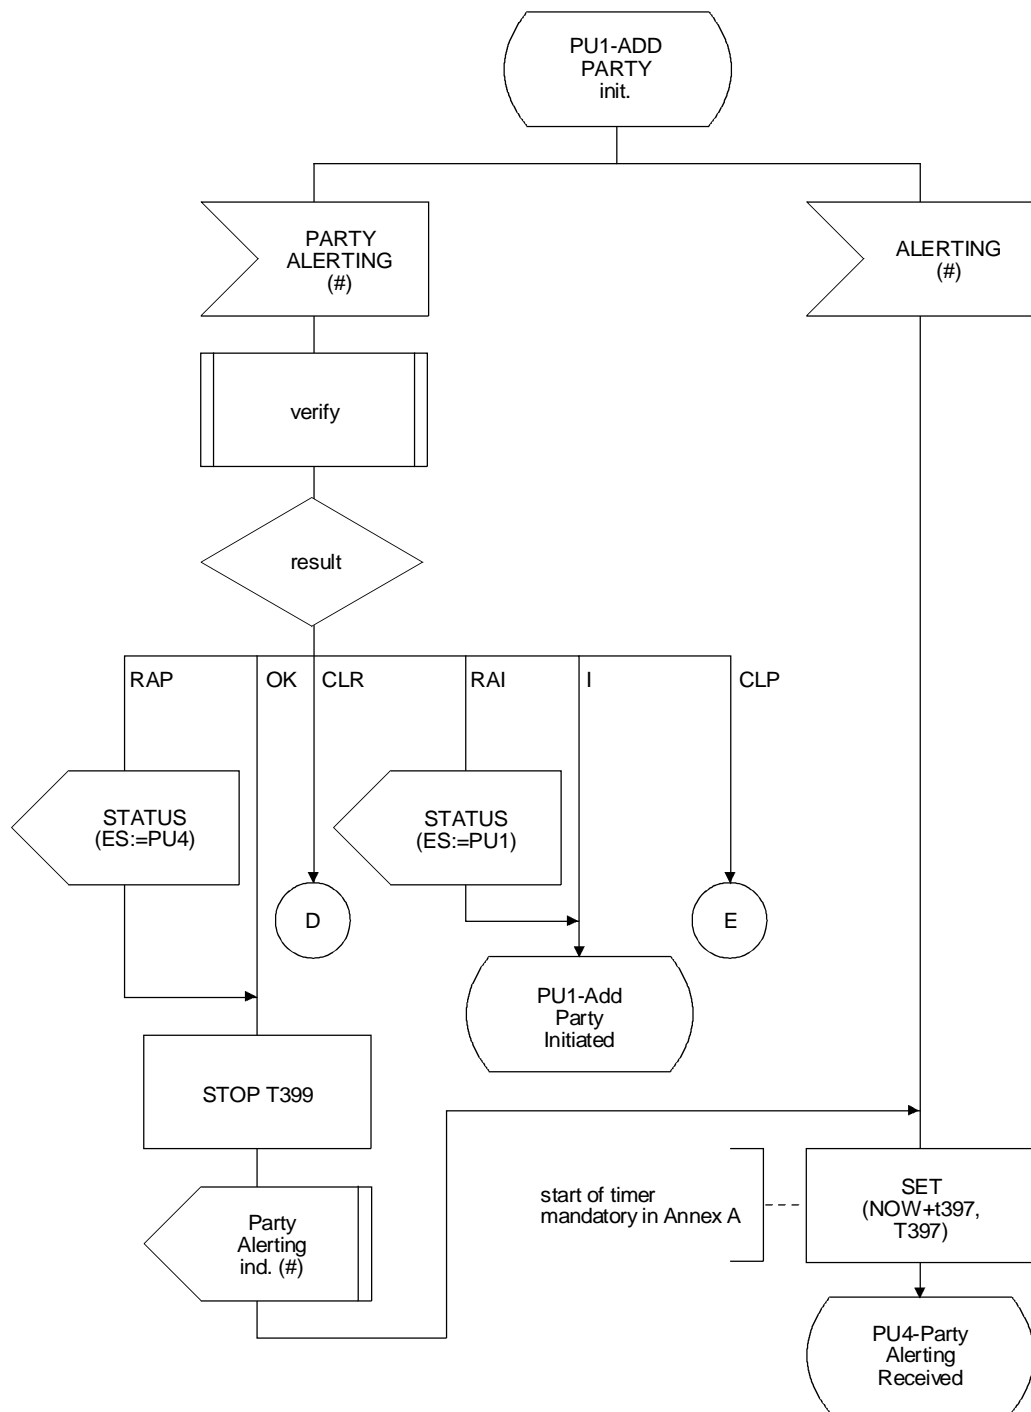 PU1-ADD
PARTY
init.
PARTY
ALERTING
(#)
ALERTING
(#)
verify
result
RAP
OK
CLR
RAI
I
CLP
STATUS
(ES:=PU4)
STATUS
(ES:=PU1)
D
E
PU1-Add
Party
Initiated
STOP T399
start of timer
mandatory in Annex A
SET
(NOW+t397,
T397)
Party
Alerting
ind. (#)
PU4-Party
Alerting
Received